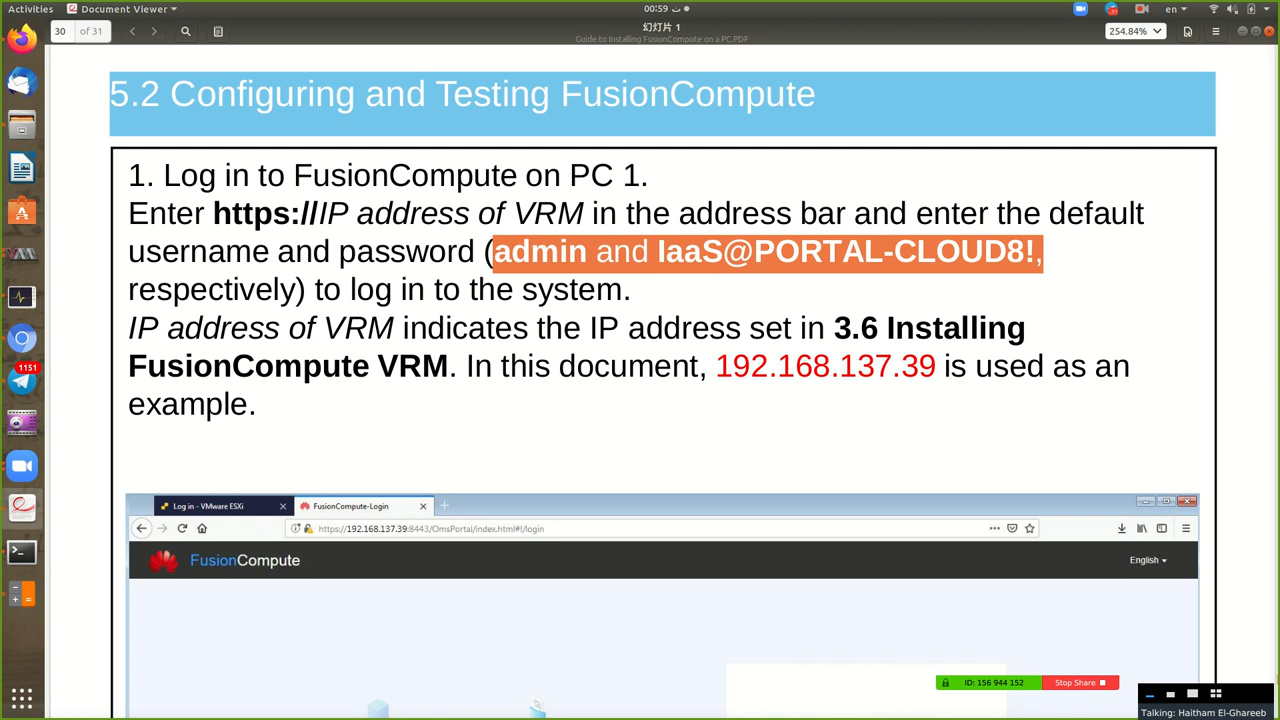 Activities Document Viewer 00:59 ت en
30 of 31 幻灯片 1 254.84%
Guide to Installing FusionCompute on a PC.PDF
5.2 Configuring and Testing FusionCompute
1. Log in to FusionCompute on PC 1.
Enter https://IP address of VRM in the address bar and enter the default
username and password (admin and IaaS@PORTAL-CLOUD8!,
respectively) to log in to the system.
IP address of VRM indicates the IP address set in 3.6 Installing
FusionCompute VRM. In this document, 192.168.137.39 is used as an
example.
1151
Log in - VMware ESXi FusionCompute-Login
https://192.168.137.39:8443/OmsPortal/index.html#!/login
FusionCompute English
ID: 156 944 152 Stop Share
Talking: Haitham El-Ghareeb